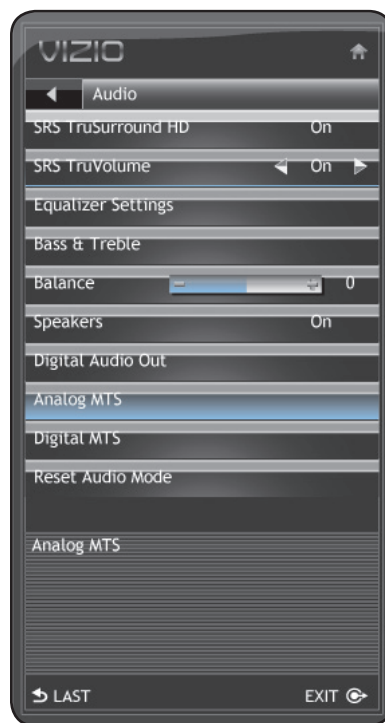 VIZIO
Audio
SRS TruSurround HD On
SRS TruVolume On
Equalizer Settings
Bass & Treble
Balance 0
Speakers On
Digital Audio Out
Analog MTS
Digital MTS
Reset Audio Mode
Analog MTS
LAST EXIT